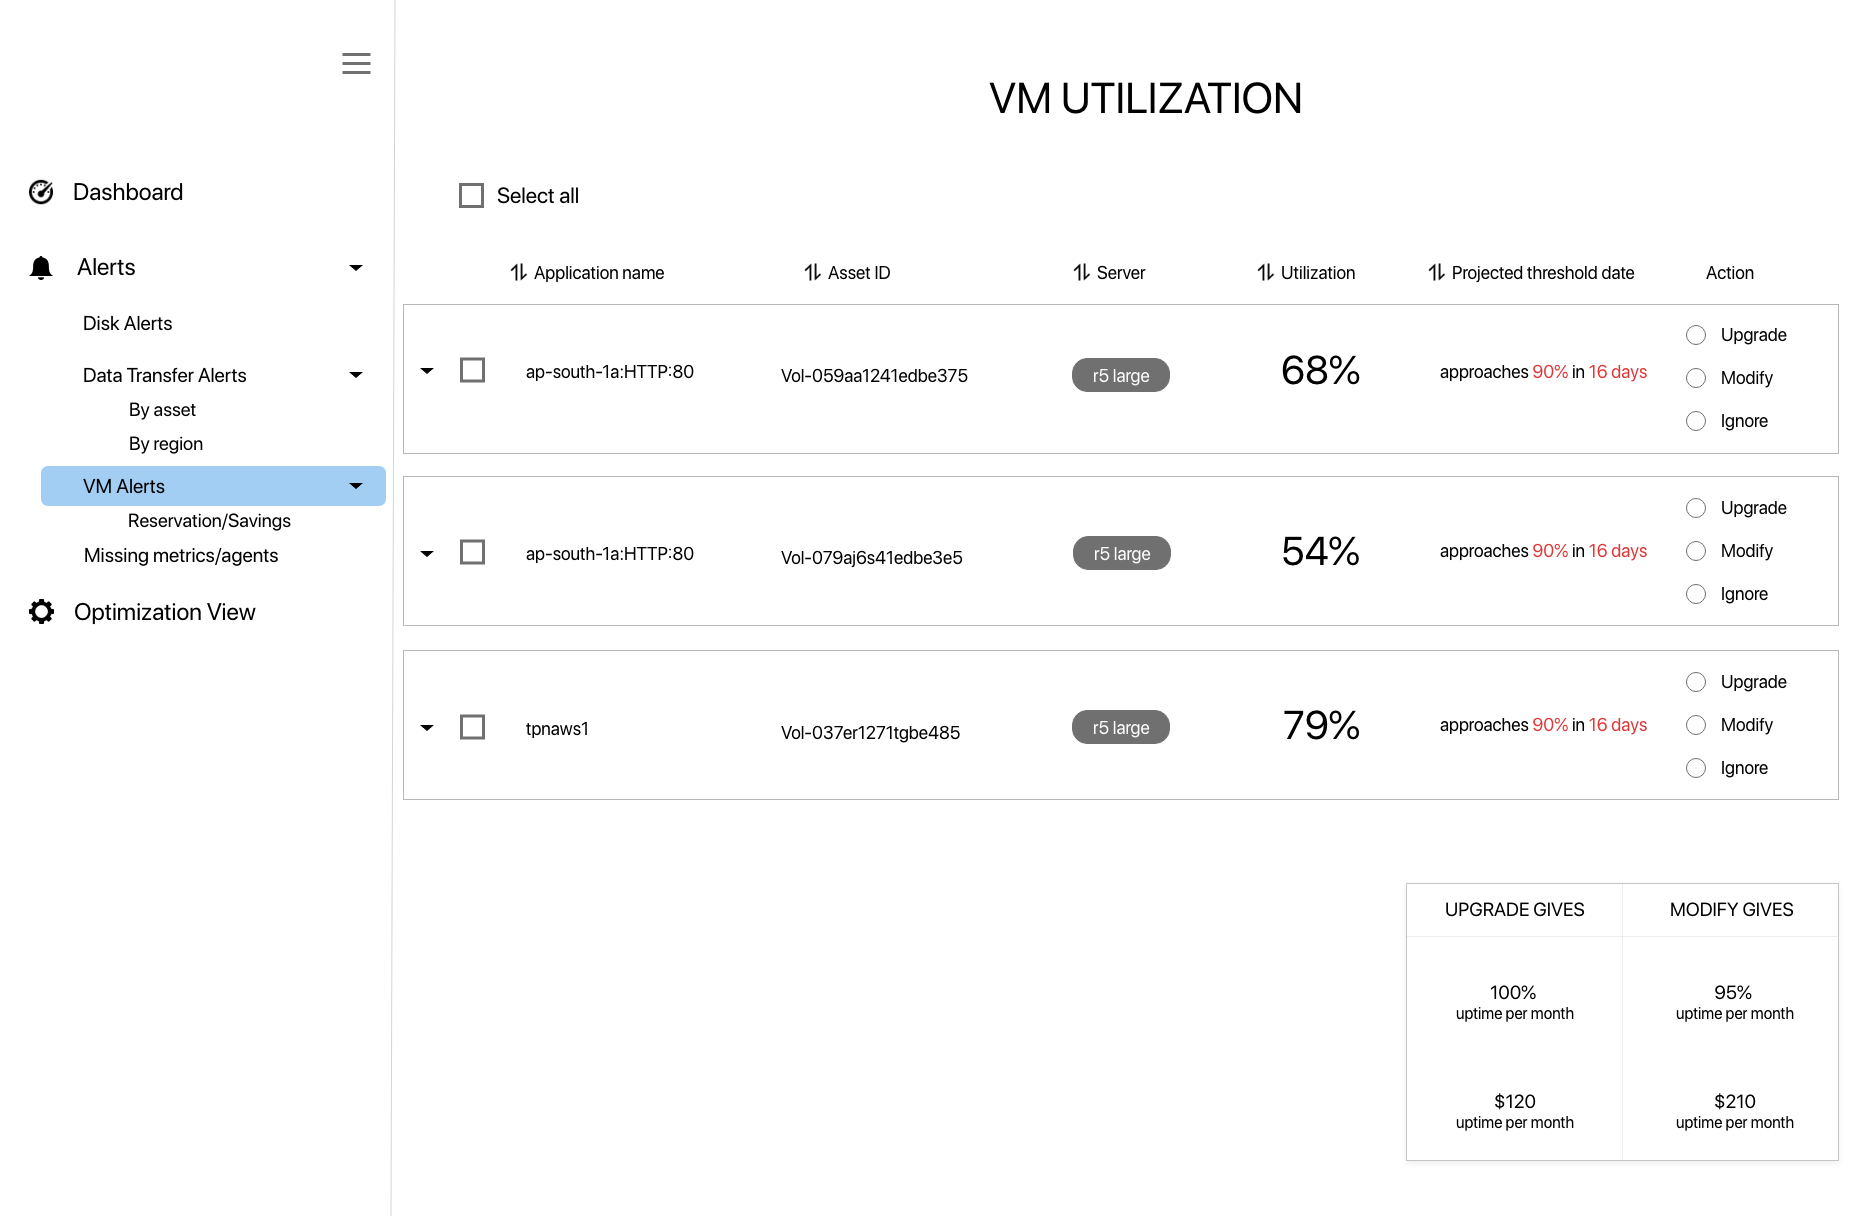 VM UTILIZATION
Dashboard
Alerts
Disk Alerts
Data Transfer Alerts
By asset
By region
VM Alerts
Reservation/Savings
Missing metrics/agents
Optimization View
Select all
Application name Asset ID Server Utilization Projected threshold date Action
ap-south-1a:HTTP:80 Vol-059aa1241edbe375 r5 large 68% approaches 90% in 16 days
Upgrade
Modify
Ignore
ap-south-1a:HTTP:80 Vol-079aj6s41edbe3e5 r5 large 54% approaches 90% in 16 days
Upgrade
Modify
Ignore
tpnaws1 Vol-037er1271tgbe485 r5 large 79% approaches 90% in 16 days
Upgrade
Modify
Ignore
UPGRADE GIVES MODIFY GIVES
100% 95%
uptime per month uptime per month
$120 $210
uptime per month uptime per month